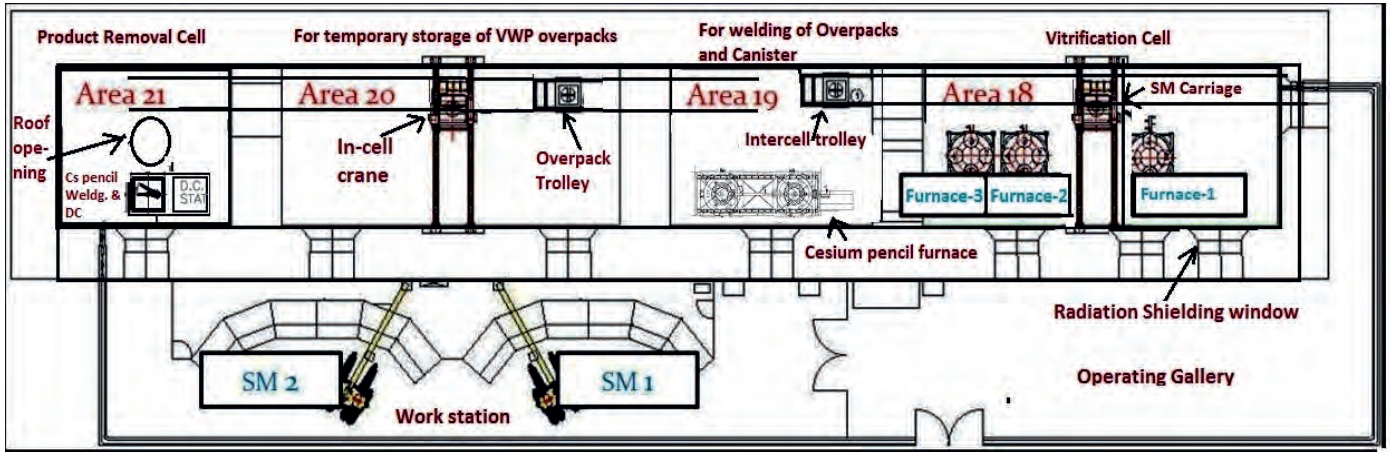 Product Removal Cell
For temporary storage of VWP overpacks
For welding of Overpacks
and Canister
Vitrification Cell
Area 21
Area 20
Area 19
Area 18
SM Carriage
Roof
ope-
ning
In-cell
crane
Overpack
Trolley
Intercell trolley
Cs pencil
Weldg. &
DC
D.C.
STAT
Furnace-3
Furnace-2
Furnace-1
Cesium pencil furnace
Radiation Shielding window
SM 2
SM 1
Work station
Operating Gallery